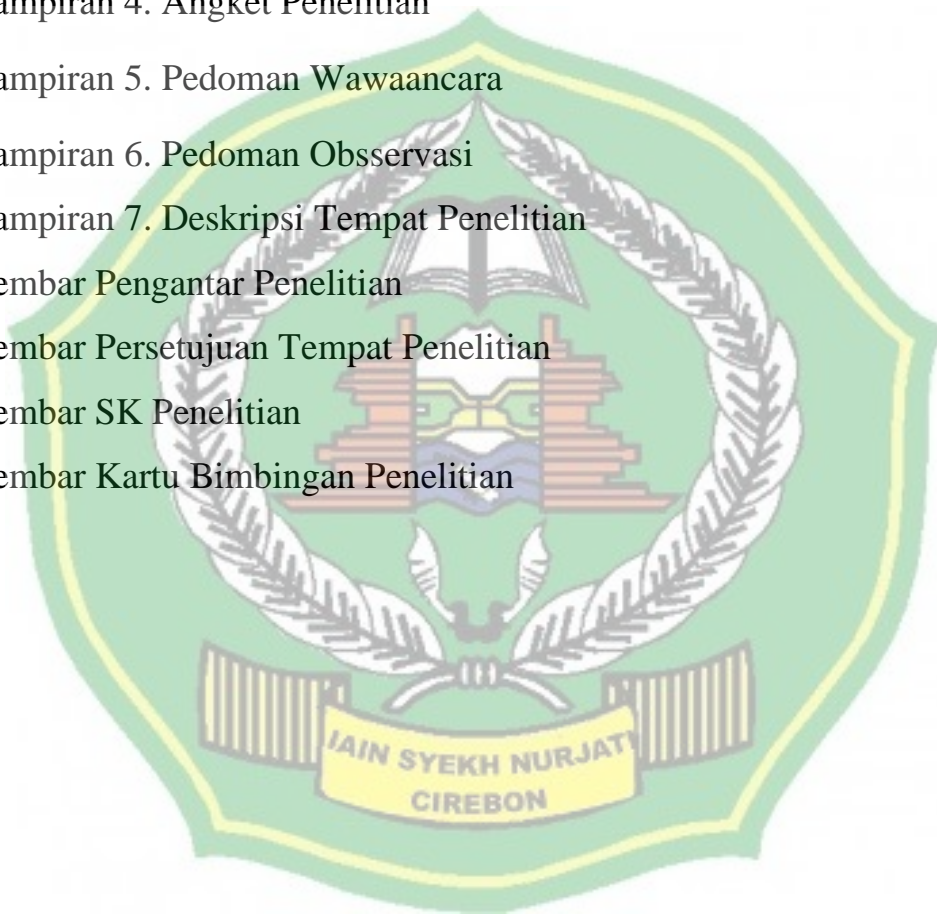 ampiran 4. Angket Penelitian
ampiran 5. Pedoman Wawaancara
ampiran 6. Pedoman Obsservasi
ampiran 7. Deskripsi Tempat Penelitian
embar Pengantar Penelitian
embar Persetujuan Tempat Penelitian
embar SK Penelitian
embar Kartu Bimbingan Penelitian
IAIN SYEKH NURJATI
CIREBON